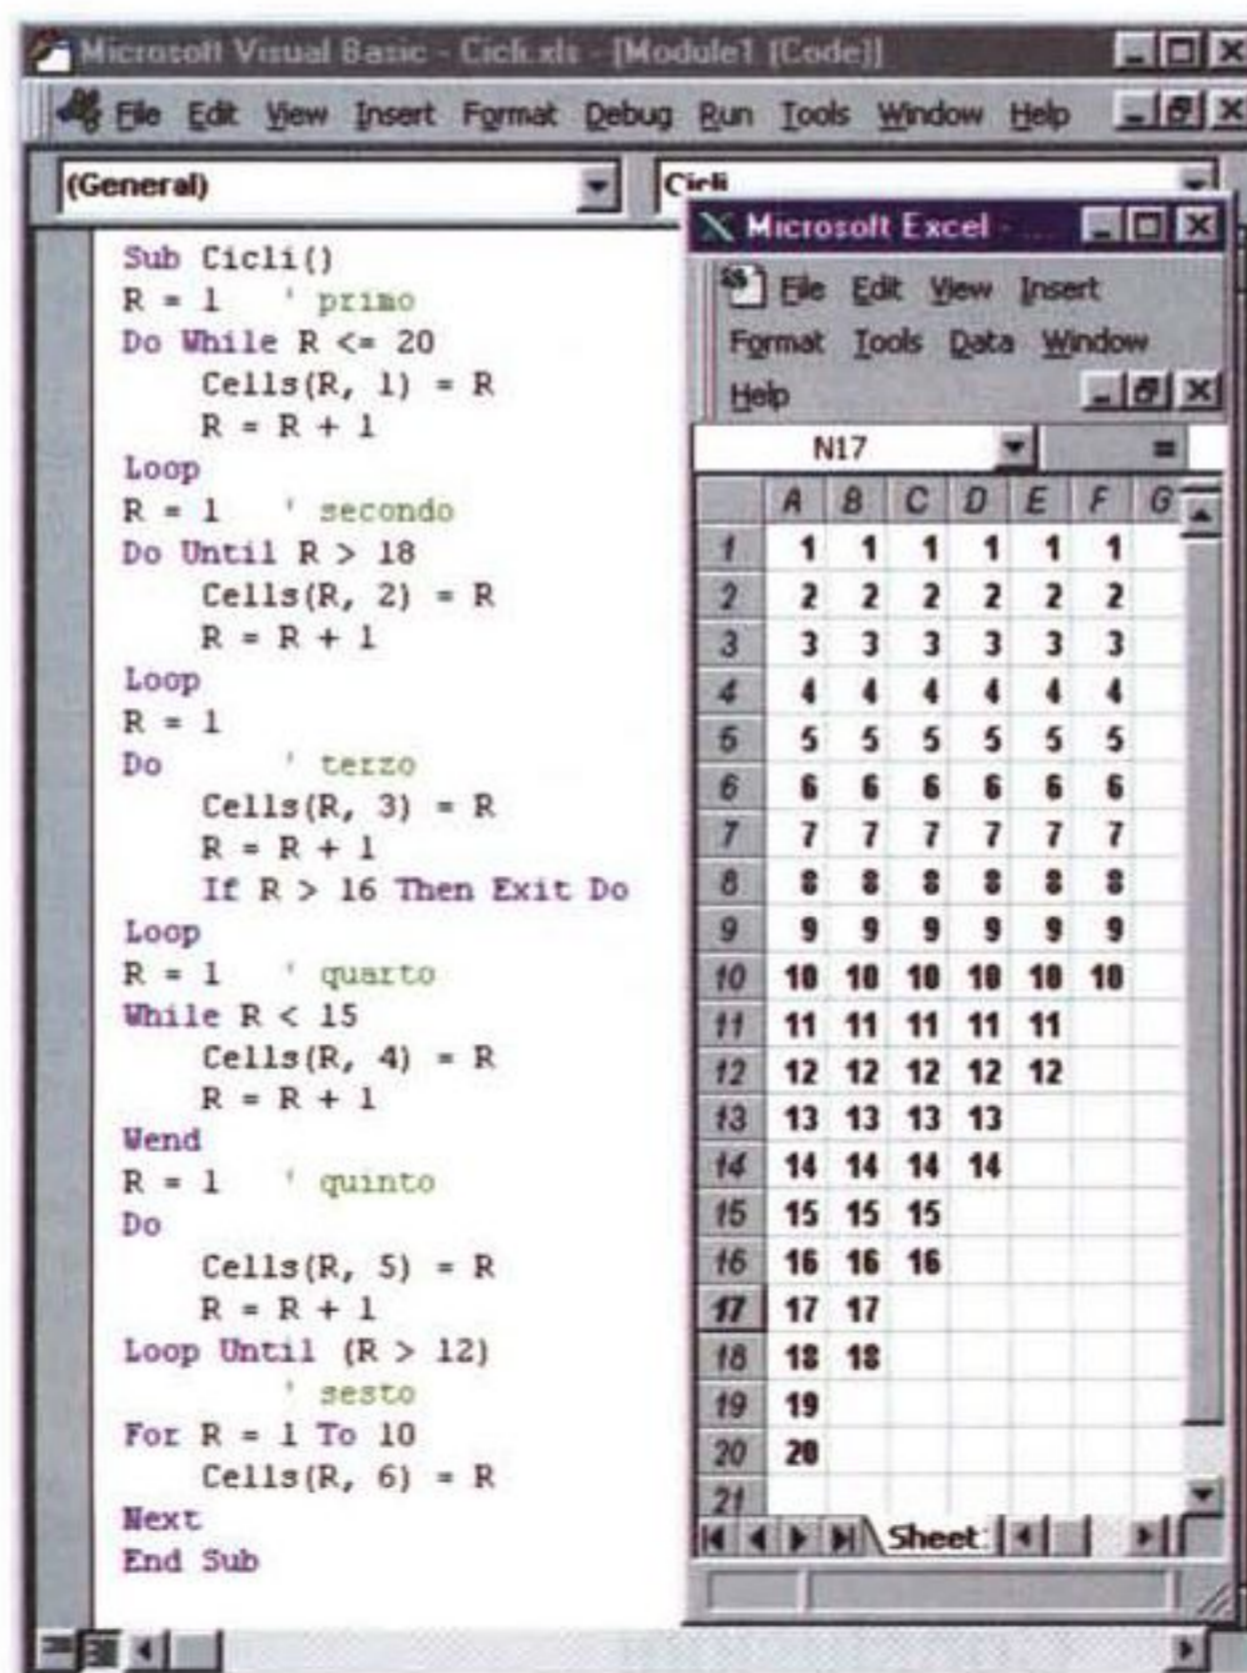 Microsoft Visual Basic - Cicli.xls - [Module1 (Code)]
File Edit View Insert Format Debug Run Tools Window Help
(General)
Cicli
Sub Cicli()
R = 1 ' primo
Do While R <= 20
Cells(R, 1) = R
R = R + 1
Loop
R = 1 ' secondo
Do Until R > 18
Cells(R, 2) = R
R = R + 1
Loop
R = 1
Do ' terzo
Cells(R, 3) = R
R = R + 1
If R > 16 Then Exit Do
Loop
R = 1 ' quarto
While R < 15
Cells(R, 4) = R
R = R + 1
Wend
R = 1 ' quinto
Do
Cells(R, 5) = R
R = R + 1
Loop Until (R > 12)
' sesto
For R = 1 To 10
Cells(R, 6) = R
Next
End Sub
Microsoft Excel - ...
File Edit View Insert
Format Tools Data Window
Help
N17 =
A B C D E F G
1 1 1 1 1 1 1
2 2 2 2 2 2 2
3 3 3 3 3 3 3
4 4 4 4 4 4 4
5 5 5 5 5 5 5
6 6 6 6 6 6 6
7 7 7 7 7 7 7
8 8 8 8 8 8 8
9 9 9 9 9 9 9
10 10 10 10 10 10 10
11 11 11 11 11 11
12 12 12 12 12 12
13 13 13 13 13
14 14 14 14 14
15 15 15 15
16 16 16 16
17 17 17
18 18 18
19 19
20 20
21
Sheet